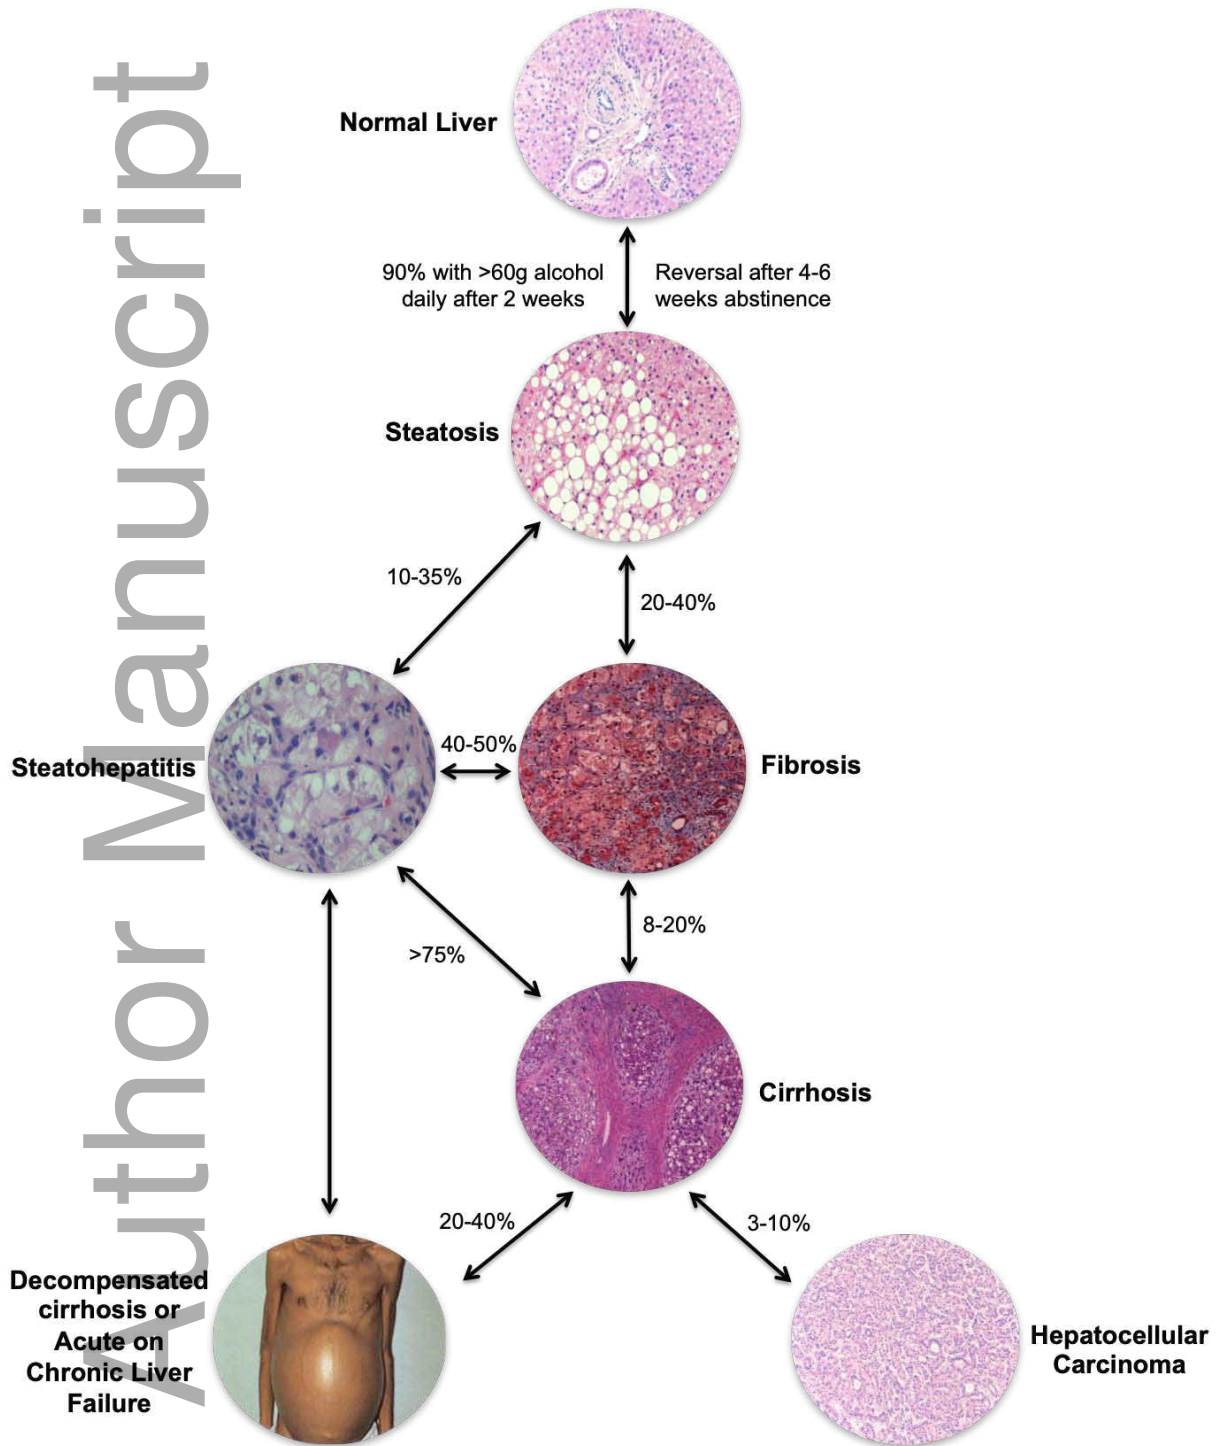 Author Manuscript
Normal Liver
90% with >60g alcohol
daily after 2 weeks
Reversal after 4-6
weeks abstinence
Steatosis
10-35%
20-40%
Steatohepatitis
40-50%
Fibrosis
>75%
8-20%
Cirrhosis
20-40%
3-10%
Decompensated
cirrhosis or
Acute on
Chronic Liver
Failure
Hepatocellular
Carcinoma